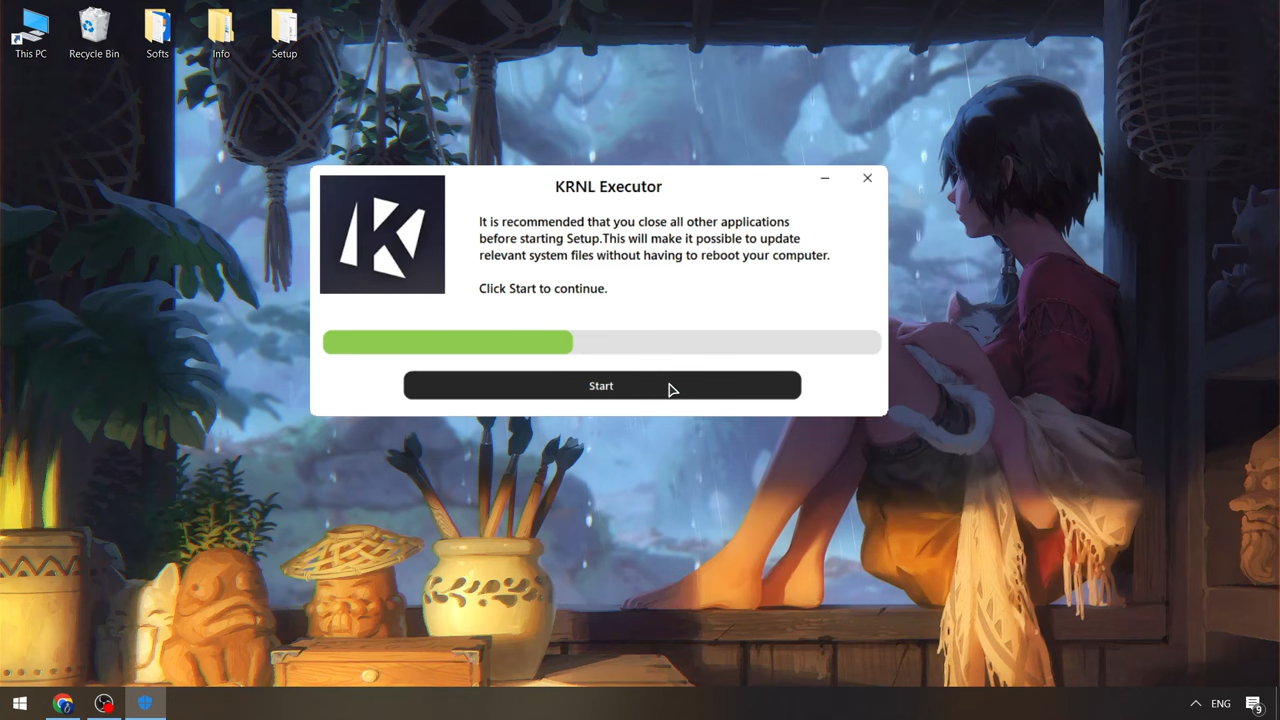 This PC
Recycle Bin
Softs
Info
Setup
KRNL Executor
It is recommended that you close all other applications
before starting Setup.This will make it possible to update
relevant system files without having to reboot your computer.
Click Start to continue.
Start
ENG
9